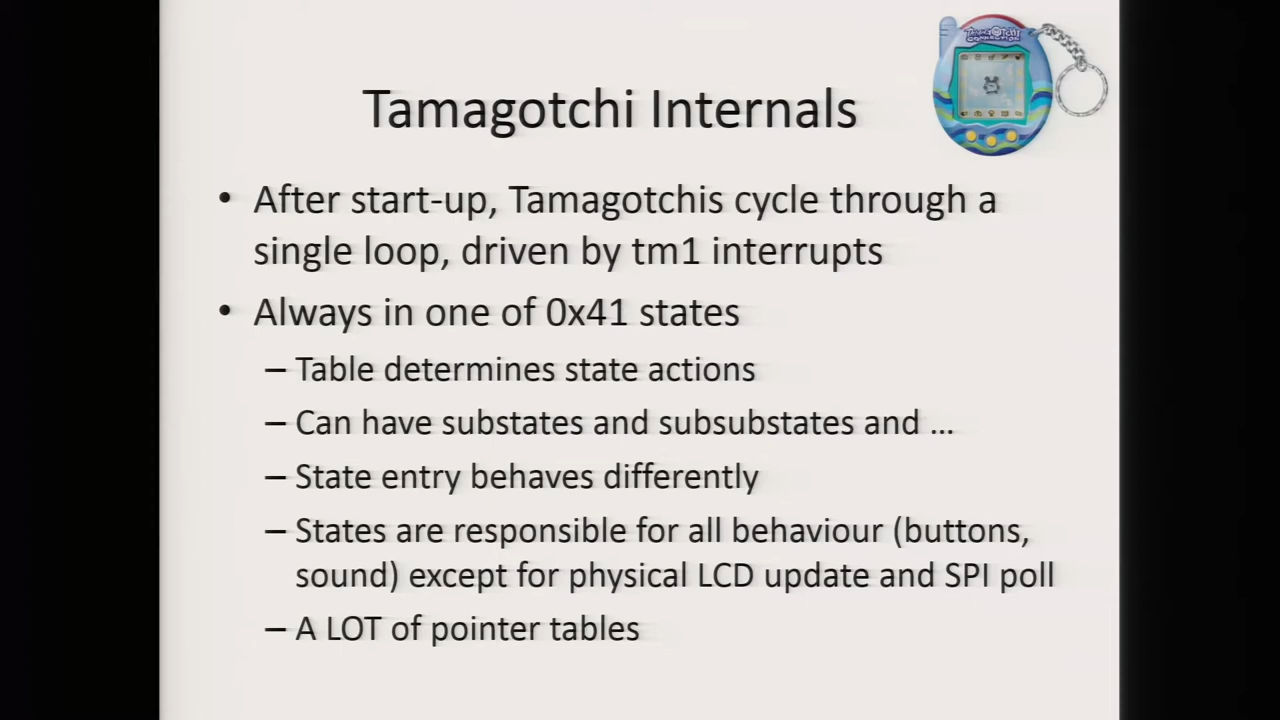 Tamagotchi Internals
• After start-up, Tamagotchis cycle through a
single loop, driven by tm1 interrupts
• Always in one of 0x41 states
– Table determines state actions
– Can have substates and subsubstates and ...
– State entry behaves differently
– States are responsible for all behaviour (buttons,
sound) except for physical LCD update and SPI poll
– A LOT of pointer tables